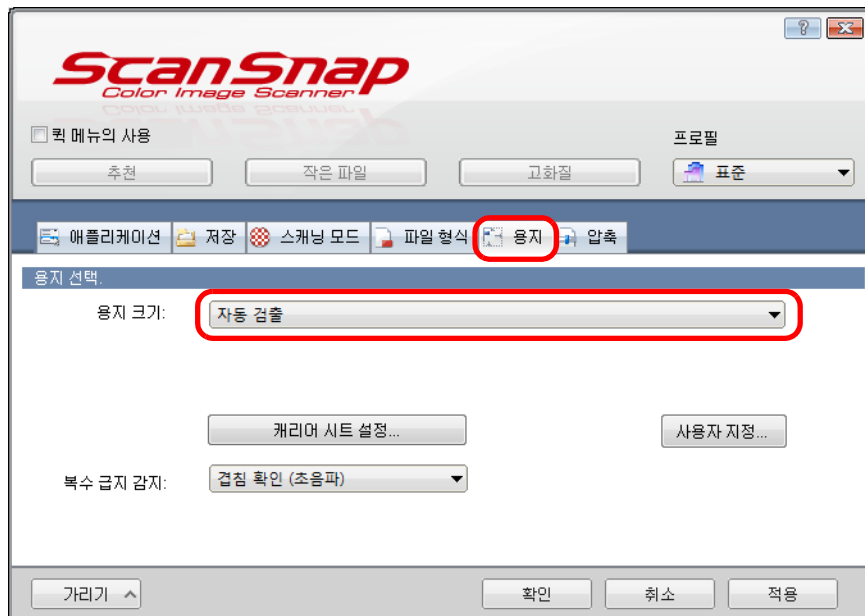 ScanSnap
Color Image Scanner
퀵 메뉴의 사용
프로필
추천 작은 파일 고화질 표준
애플리케이션 저장 스캐닝 모드 파일 형식 용지 압축
용지 선택.
용지 크기: 자동 검출
캐리어 시트 설정... 사용자 지정...
복수 급지 감지: 겹침 확인 (초음파)
가리기 확인 취소 적용